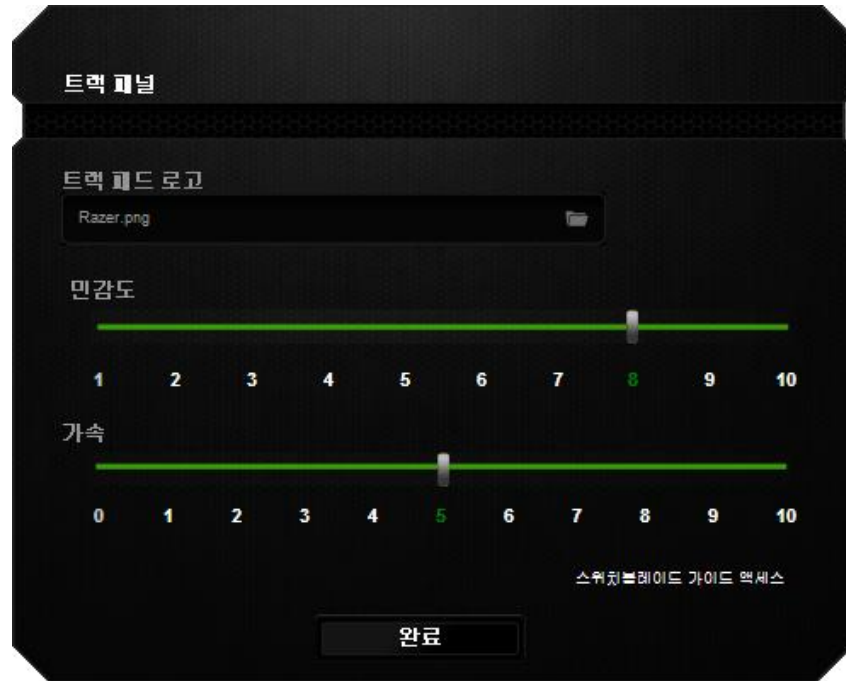 트랙 패널
트랙 패드 로고
Razer.png
민감도
1 2 3 4 5 6 7 8 9 10
가속
0 1 2 3 4 5 6 7 8 9 10
스위치블레이드 가이드 액세스
완료